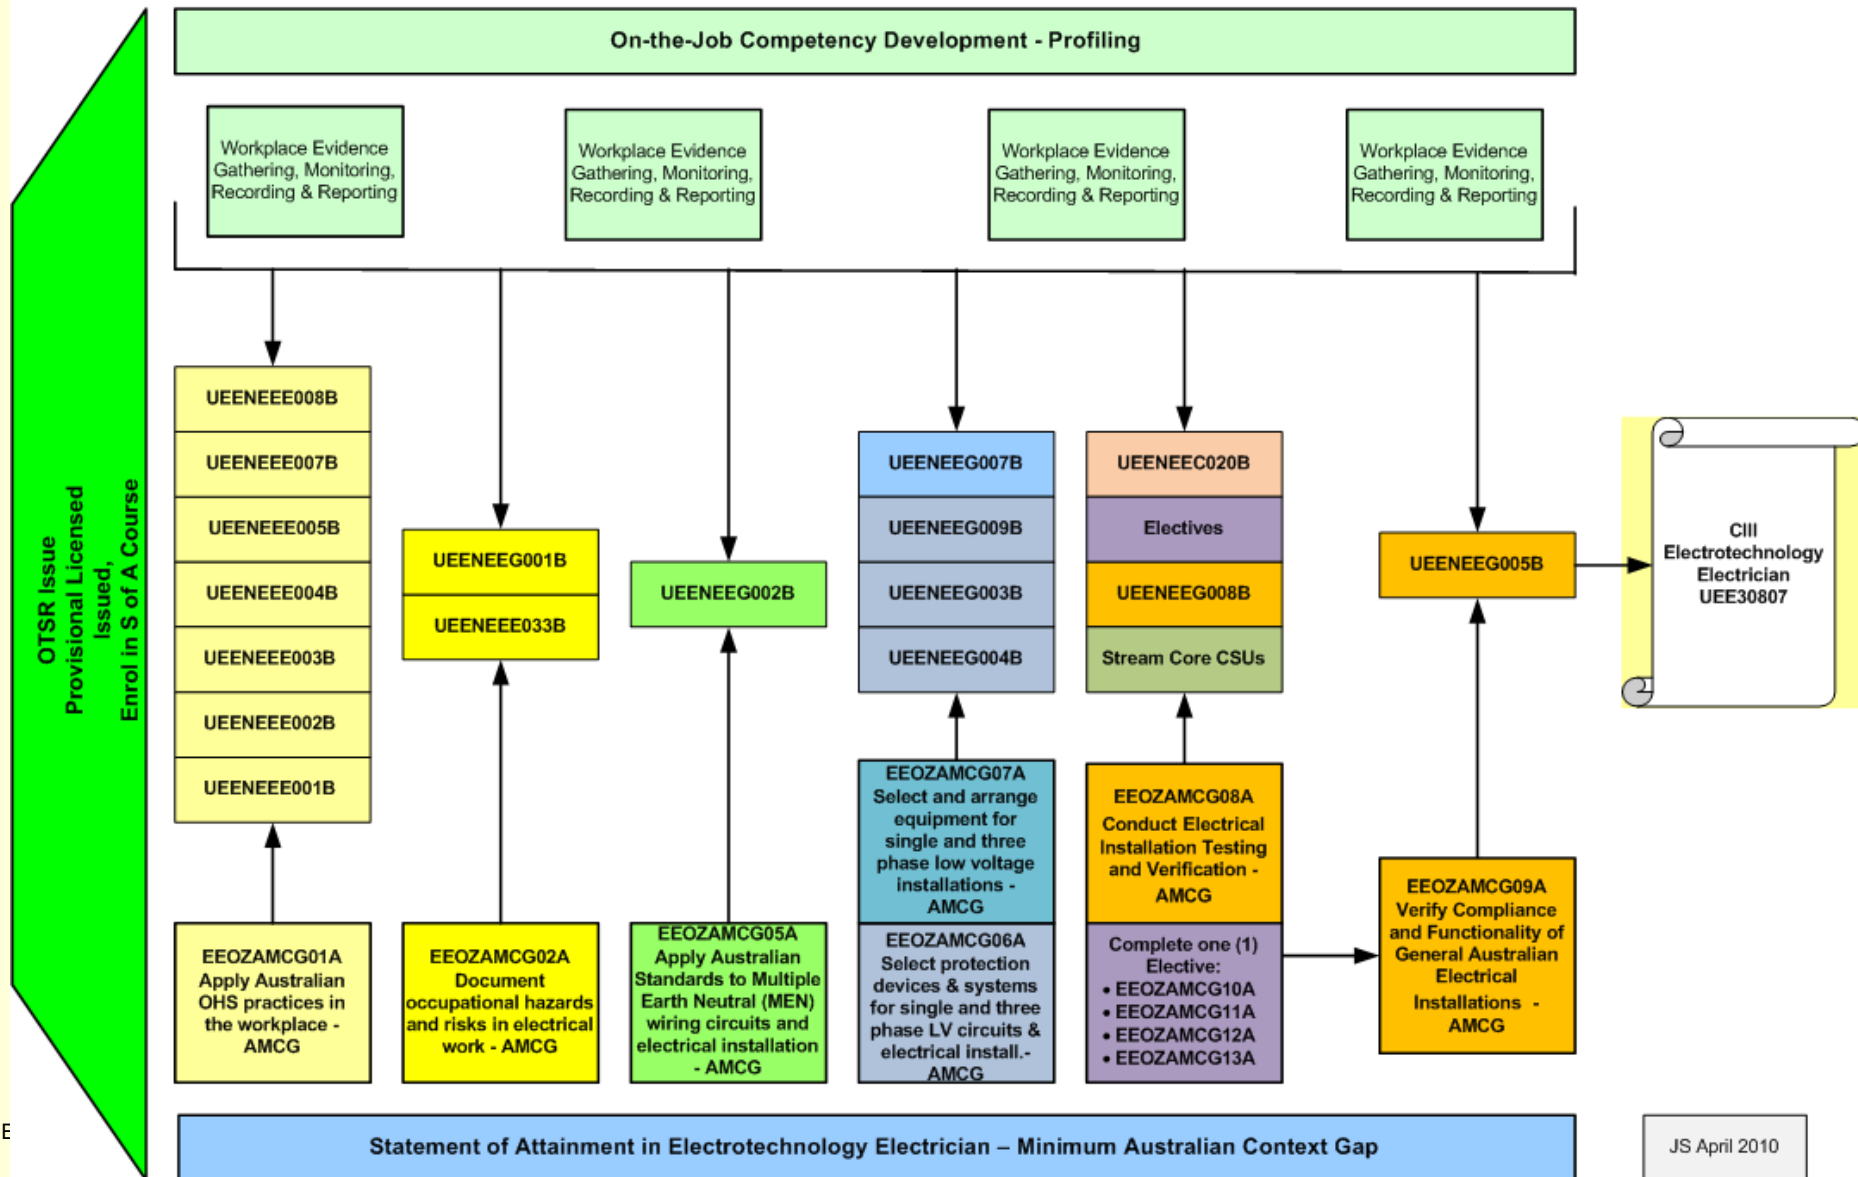 On-the-Job Competency Development - Profiling
Workplace Evidence
Gathering, Monitoring,
Recording & Reporting
Workplace Evidence
Gathering, Monitoring,
Recording & Reporting
Workplace Evidence
Gathering, Monitoring,
Recording & Reporting
Workplace Evidence
Gathering, Monitoring,
Recording & Reporting
OTSR Issue
Provisional Licensed
Issued,
Enrol in S of A Course
UEENEEE008B
UEENEEE007B
UEENEEE005B
UEENEEE004B
UEENEEE003B
UEENEEE002B
UEENEEE001B
UEENEEG001B
UEENEEE033B
UEENEEG002B
UEENEEG007B
UEENEEG009B
UEENEEG003B
UEENEEG004B
UEENEEC020B
Electives
UEENEEG008B
Stream Core CSUs
UEENEEG005B
CIII
Electrotechnology
Electrician
UEE30807
EEOZAMCG01A
Apply Australian
OHS practices in
the workplace -
AMCG
EEOZAMCG02A
Document
occupational hazards
and risks in electrical
work - AMCG
EEOZAMCG05A
Apply Australian
Standards to Multiple
Earth Neutral (MEN)
wiring circuits and
electrical installation
- AMCG
EEOZAMCG07A
Select and arrange
equipment for
single and three
phase low voltage
installations -
AMCG
EEOZAMCG06A
Select protection
devices & systems
for single and three
phase LV circuits &
electrical install.-
AMCG
EEOZAMCG08A
Conduct Electrical
Installation Testing
and Verification -
AMCG
Complete one (1)
Elective:
• EEOZAMCG10A
• EEOZAMCG11A
• EEOZAMCG12A
• EEOZAMCG13A
EEOZAMCG09A
Verify Compliance
and Functionality of
General Australian
Electrical
Installations -
AMCG
E
Statement of Attainment in Electrotechnology Electrician – Minimum Australian Context Gap
JS April 2010